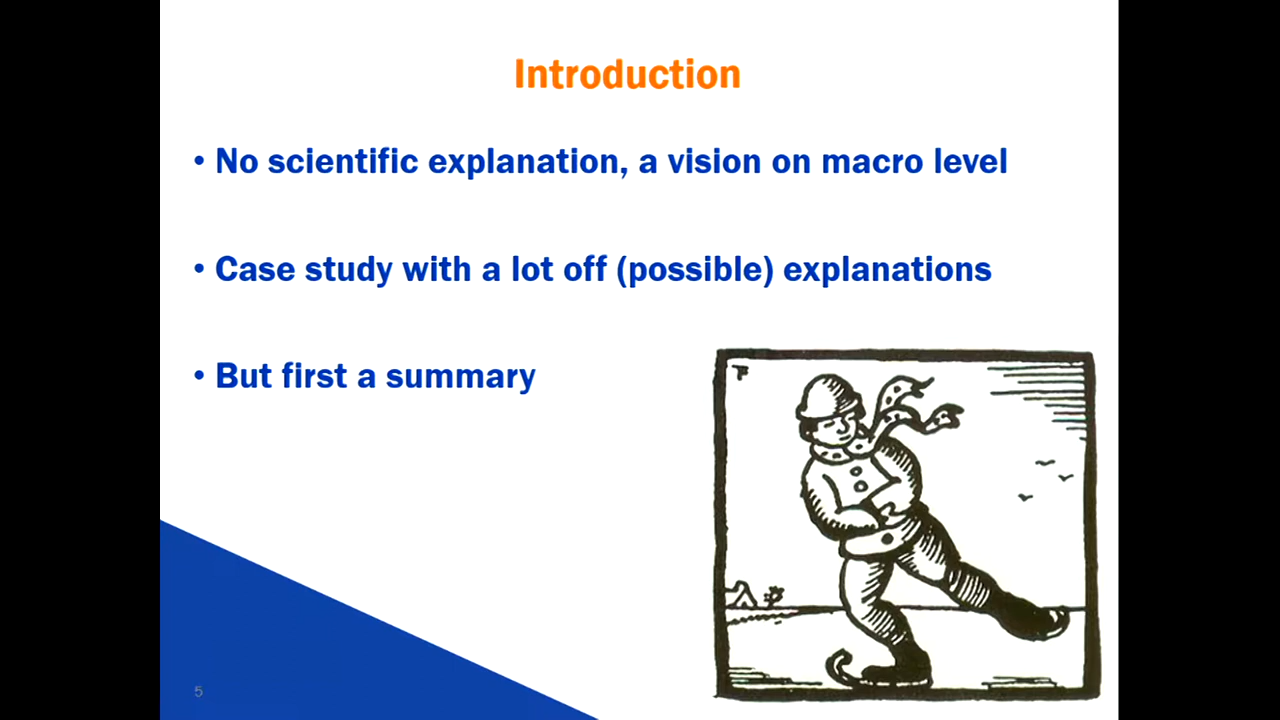 Introduction
• No scientific explanation, a vision on macro level
• Case study with a lot off (possible) explanations
• But first a summary
5